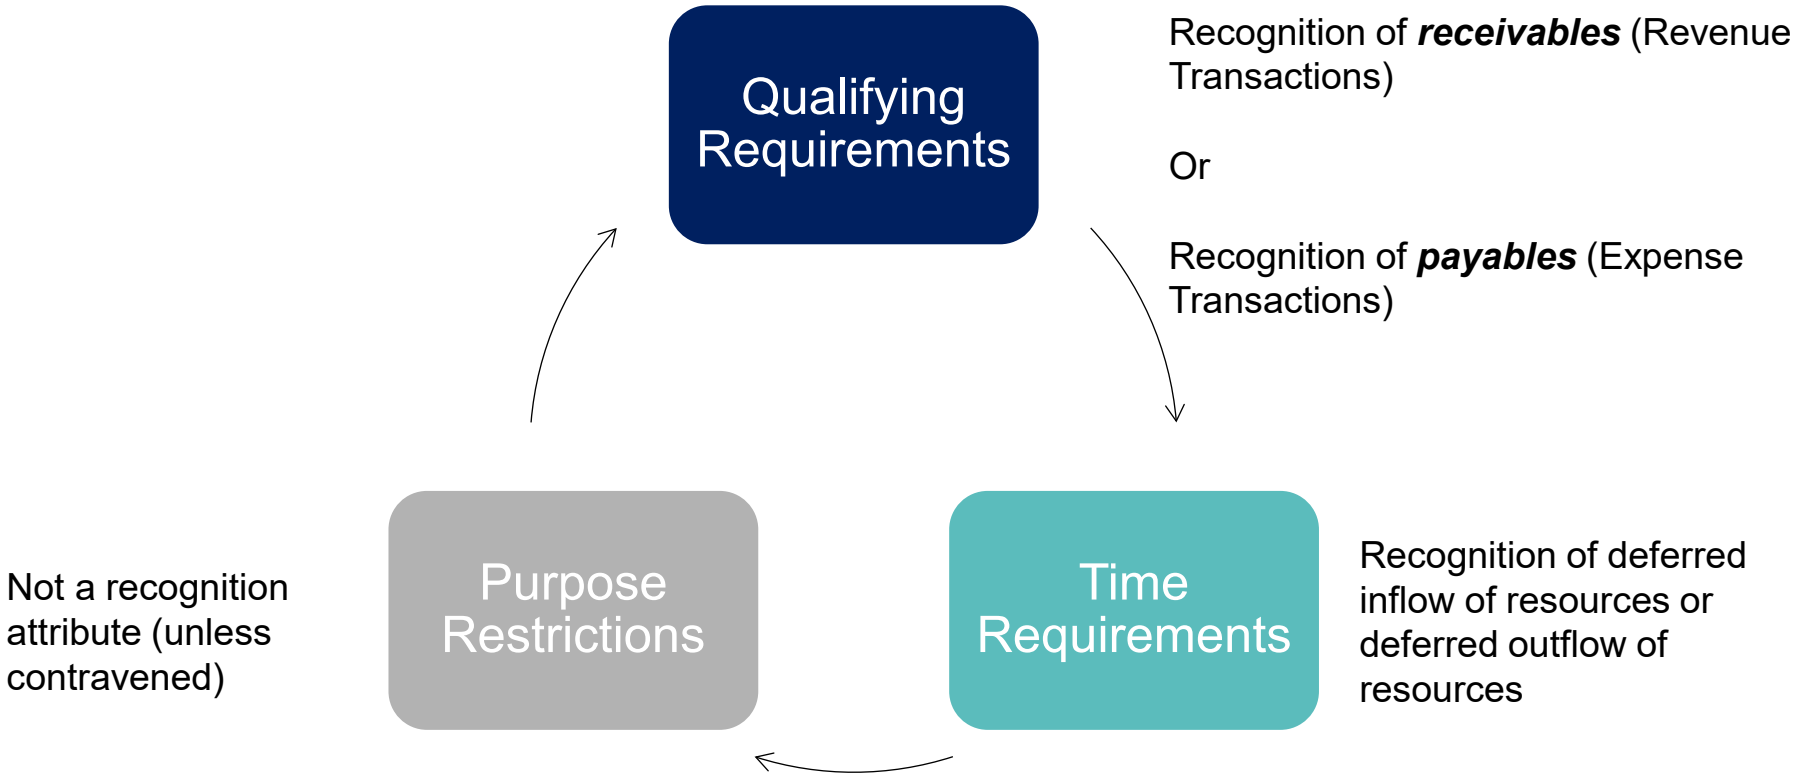 Qualifying
Requirements
Recognition of receivables (Revenue
Transactions)
Or
Recognition of payables (Expense
Transactions)
Time
Requirements
Recognition of deferred
inflow of resources or
deferred outflow of
resources
Purpose
Restrictions
Not a recognition
attribute (unless
contravened)